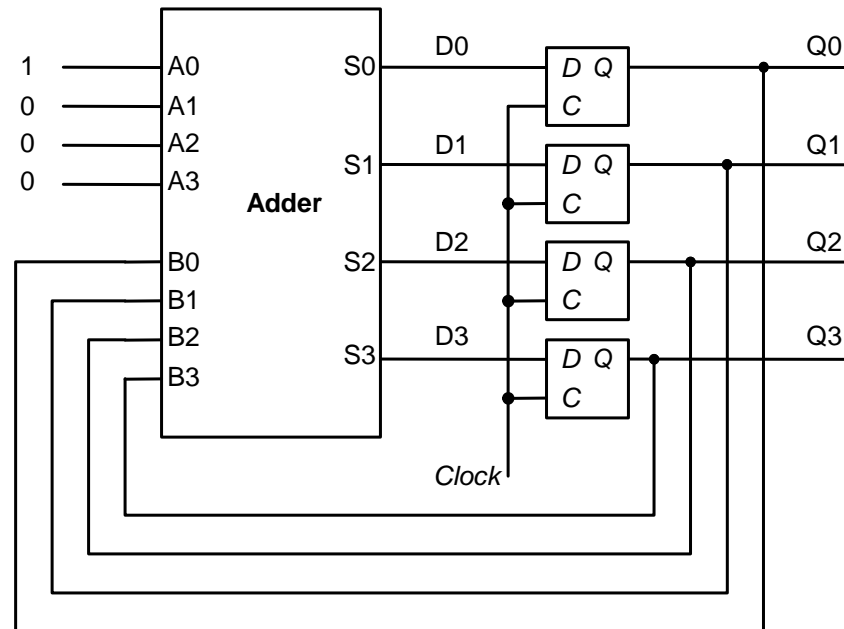 D0 Q0
1 A0 S0 D Q
0 A1 C
0 A2 D1 Q1
0 A3 S1 D Q
Adder C
D2 Q2
B0 S2 D Q
B1 C
B2 D3 Q3
B3 S3 D Q
C
Clock